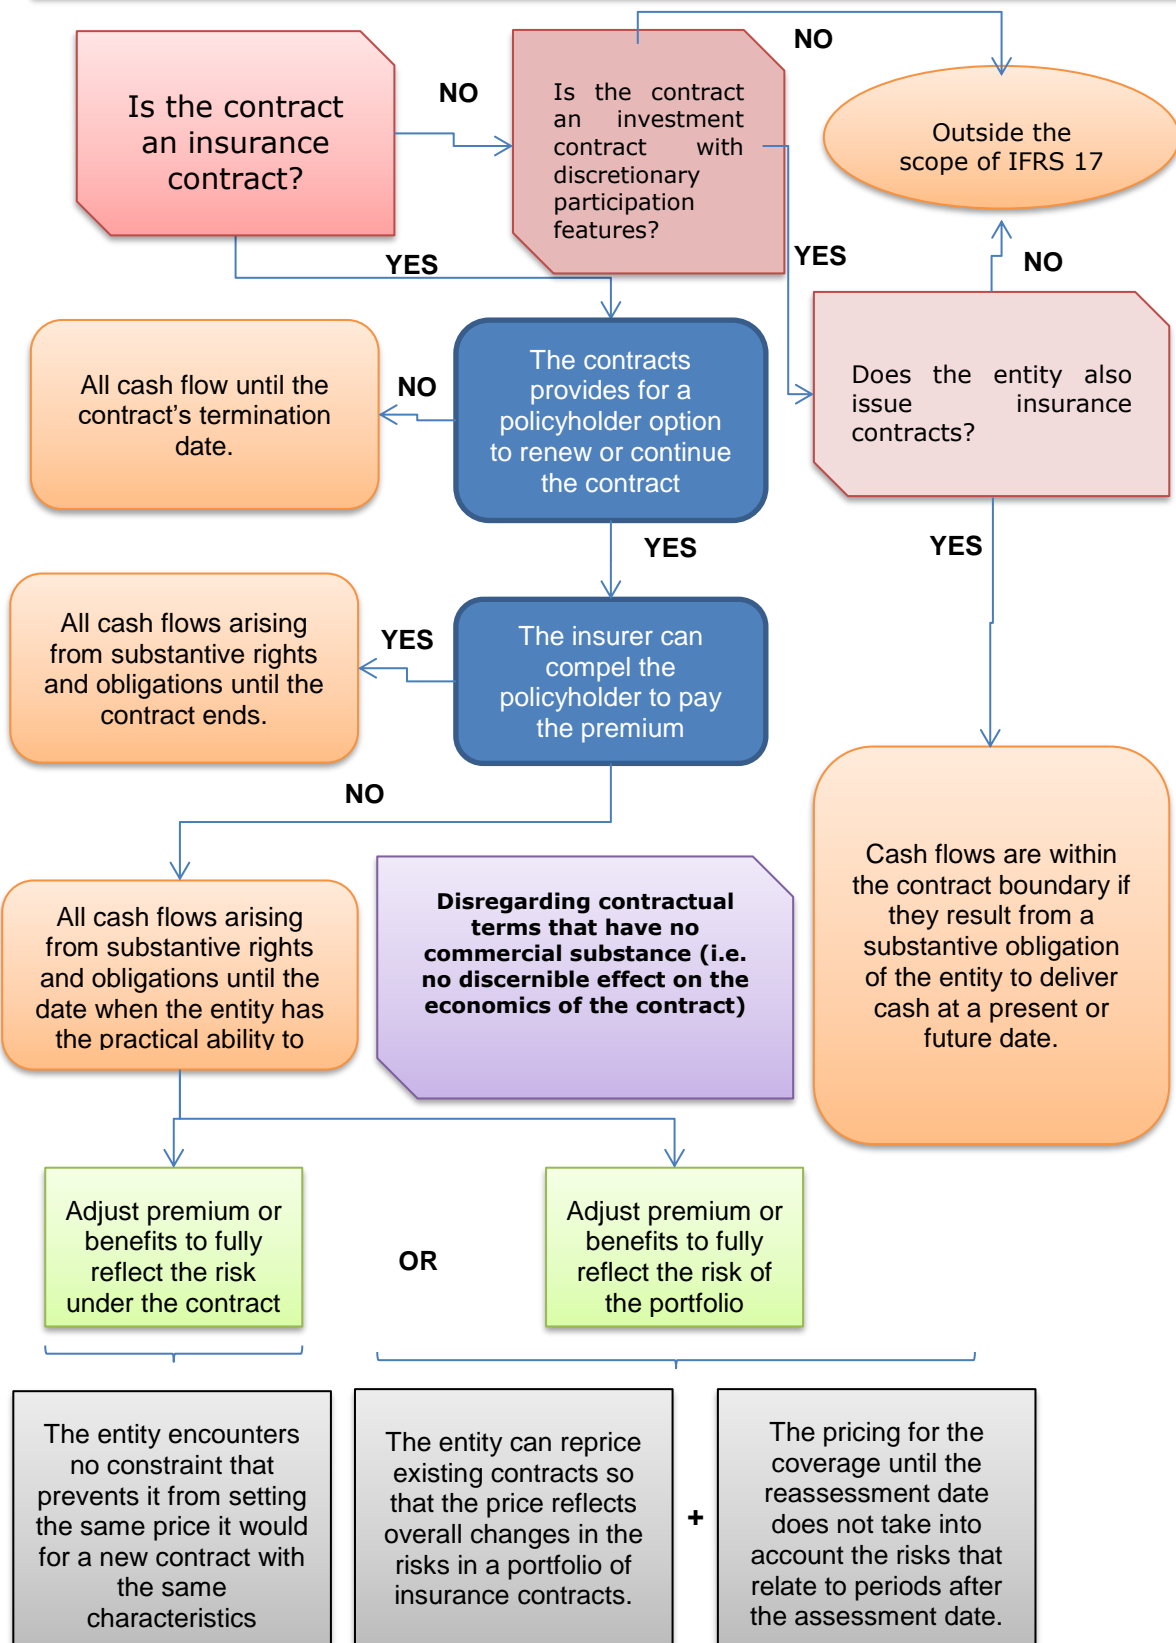 NO
Is the contract
an insurance
contract?
NO
Is the contract
an investment
contract with
discretionary
participation
features?
Outside the
scope of IFRS 17
YES
YES
NO
All cash flow until the
contract’s termination
date.
NO
The contracts
provides for a
policyholder option
to renew or continue
the contract
Does the entity also
issue insurance
contracts?
YES
YES
All cash flows arising
from substantive rights
and obligations until the
contract ends.
YES
The insurer can
compel the
policyholder to pay
the premium
NO
All cash flows arising
from substantive rights
and obligations until the
date when the entity has
the practical ability to
Disregarding contractual
terms that have no
commercial substance (i.e.
no discernible effect on the
economics of the contract)
Cash flows are within
the contract boundary if
they result from a
substantive obligation
of the entity to deliver
cash at a present or
future date.
Adjust premium or
benefits to fully
reflect the risk
under the contract
OR
Adjust premium or
benefits to fully
reflect the risk of
the portfolio
The entity encounters
no constraint that
prevents it from setting
the same price it would
for a new contract with
the same
characteristics
The entity can reprice
existing contracts so
that the price reflects
overall changes in the
risks in a portfolio of
insurance contracts.
+
The pricing for the
coverage until the
reassessment date
does not take into
account the risks that
relate to periods after
the assessment date.